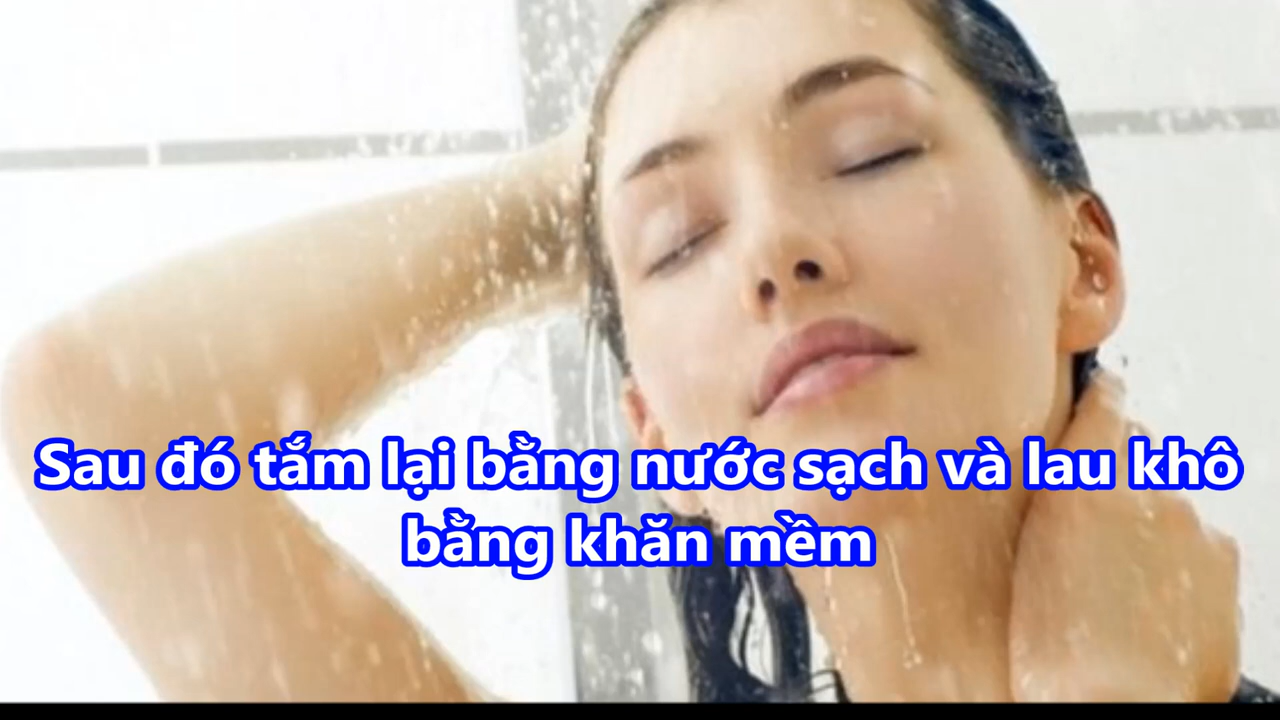 Sau đó tắm lại bằng nước sạch và lau khô
bằng khăn mềm